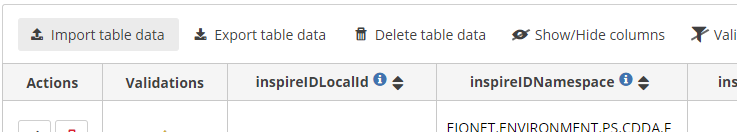 Import table data Export table data Delete table data Show/Hide columns Vali
Actions Validations inspireIDLocalId inspireIDNamespace ins
EIONET.ENVIRONMENT.PS.CDDA.F